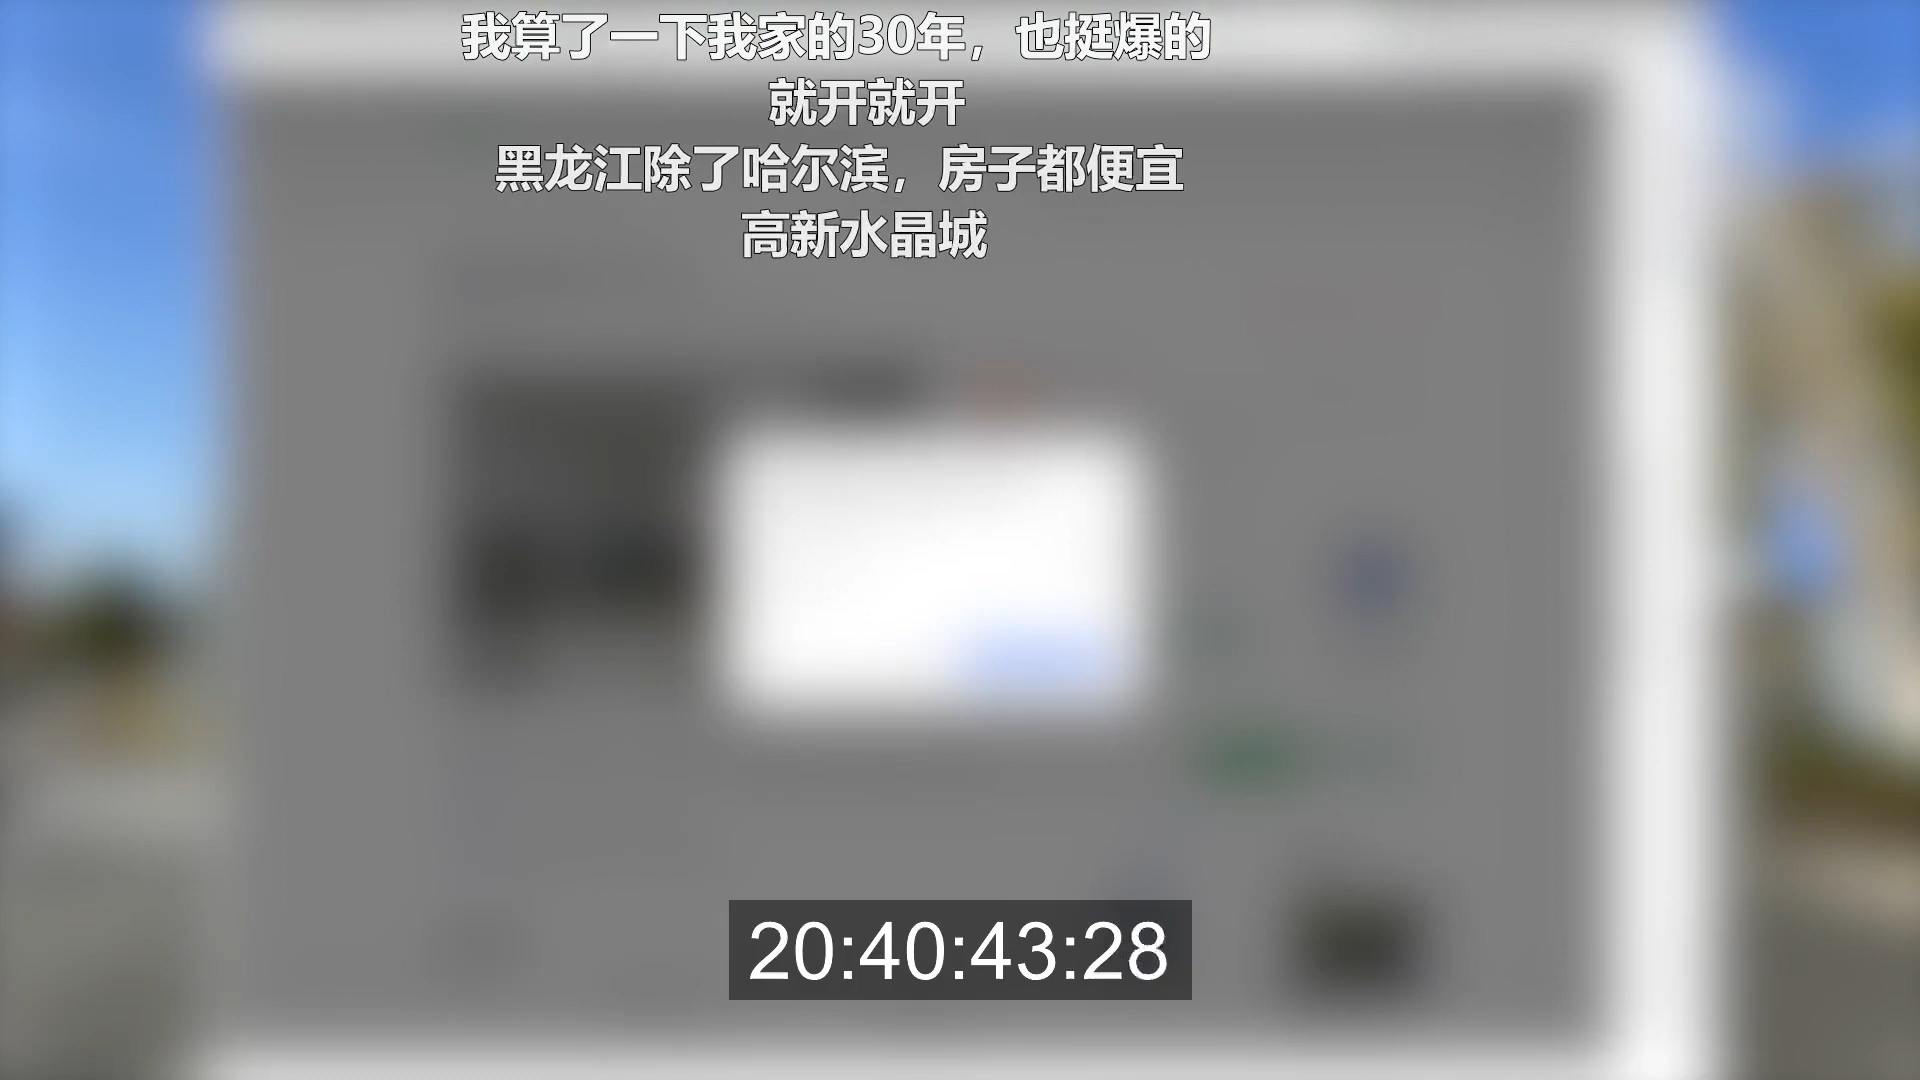 我算了一下我家的30年，也挺爆的
就开就开
黑龙江除了哈尔滨，房子都便宜
高新水晶城
20:40:43:28